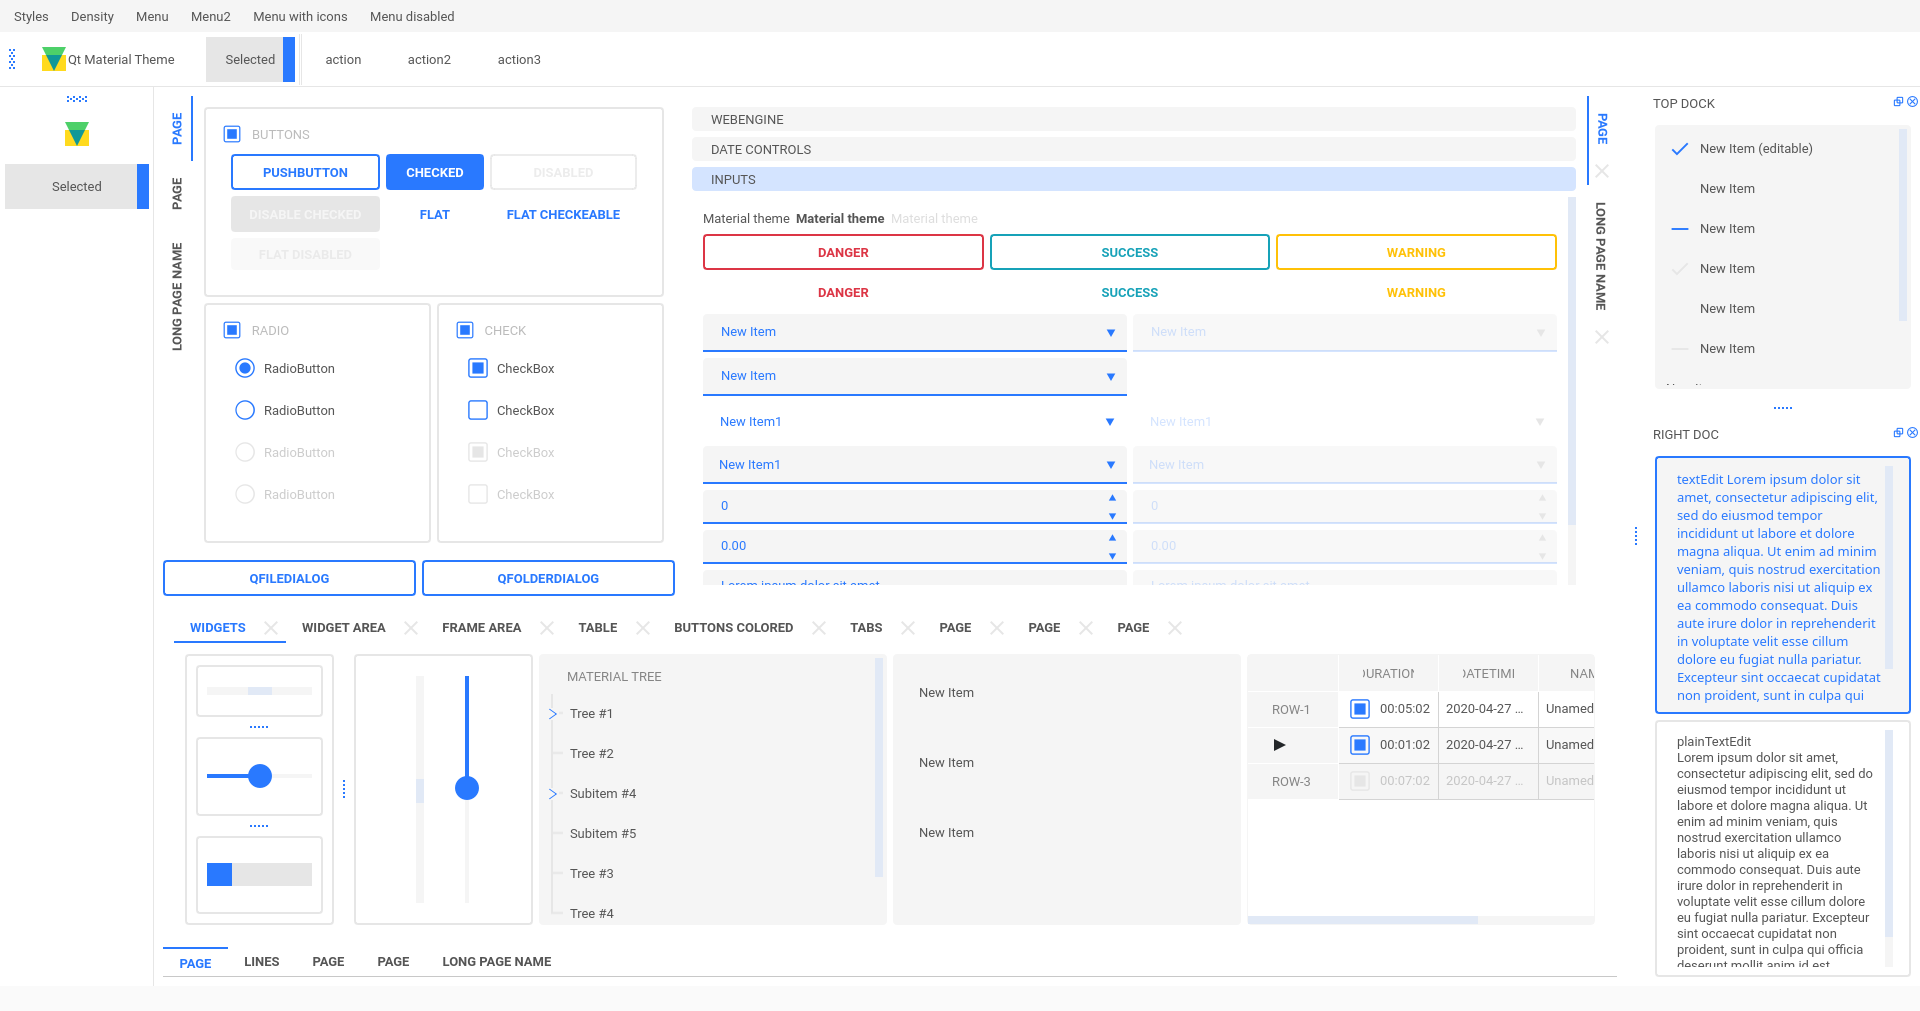 Styles Density Menu Menu2 Menu with icons Menu disabled
Qt Material Theme Selected action action2 action3
Selected
PAGE
PAGE
LONG PAGE NAME
BUTTONS
PUSHBUTTON CHECKED DISABLED
DISABLE CHECKED FLAT FLAT CHECKEABLE
FLAT DISABLED
RADIO
RadioButton
RadioButton
RadioButton
RadioButton
CHECK
CheckBox
CheckBox
CheckBox
CheckBox
QFILEDIALOG QFOLDERDIALOG
WEBENGINE
DATE CONTROLS
INPUTS
Material theme Material theme Material theme
DANGER SUCCESS WARNING
DANGER SUCCESS WARNING
New Item New Item
New Item
New Item1 New Item1
New Item1 New Item
0 0
0.00 0.00
Lorem ipsum dolor sit amet Lorem ipsum dolor sit amet
PAGE
LONG PAGE NAME
WIDGETS WIDGET AREA FRAME AREA TABLE BUTTONS COLORED TABS PAGE PAGE PAGE
MATERIAL TREE
Tree #1
Tree #2
Subitem #4
Subitem #5
Tree #3
Tree #4
New Item
New Item
New Item
URATION ATETIM NAM
ROW-1 00:05:02 2020-04-27 ... Unamed
00:01:02 2020-04-27 ... Unamed
ROW-3 00:07:02 2020-04-27 ... Unamed
PAGE LINES PAGE PAGE LONG PAGE NAME
TOP DOCK
New Item (editable)
New Item
New Item
New Item
New Item
New Item
RIGHT DOC
textEdit Lorem ipsum dolor sit
amet, consectetur adipiscing elit,
sed do eiusmod tempor
incididunt ut labore et dolore
magna aliqua. Ut enim ad minim
veniam, quis nostrud exercitation
ullamco laboris nisi ut aliquip ex
ea commodo consequat. Duis
aute irure dolor in reprehenderit
in voluptate velit esse cillum
dolore eu fugiat nulla pariatur.
Excepteur sint occaecat cupidatat
non proident, sunt in culpa qui
plainTextEdit
Lorem ipsum dolor sit amet,
consectetur adipiscing elit, sed do
eiusmod tempor incididunt ut
labore et dolore magna aliqua. Ut
enim ad minim veniam, quis
nostrud exercitation ullamco
laboris nisi ut aliquip ex ea
commodo consequat. Duis aute
irure dolor in reprehenderit in
voluptate velit esse cillum dolore
eu fugiat nulla pariatur. Excepteur
sint occaecat cupidatat non
proident, sunt in culpa qui officia
deserunt mollit anim id est